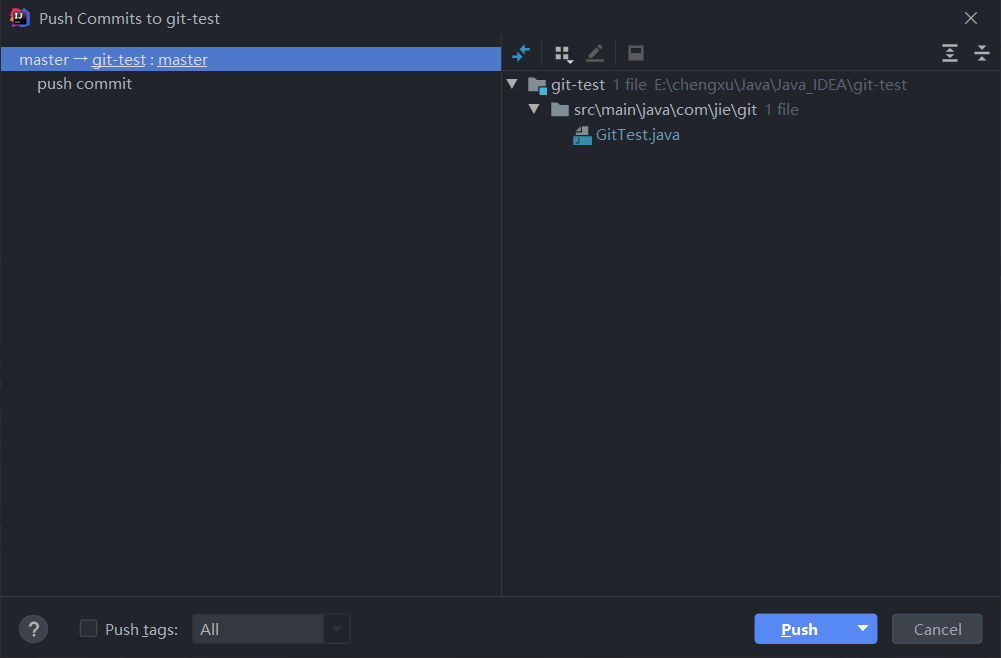 Push Commits to git-test
master → git-test : master
push commit
git-test 1 file E:\chengxu\Java\Java_IDEA\git-test
src\main\java\com\jie\git 1 file
GitTest.java
? Push tags: All Push Cancel